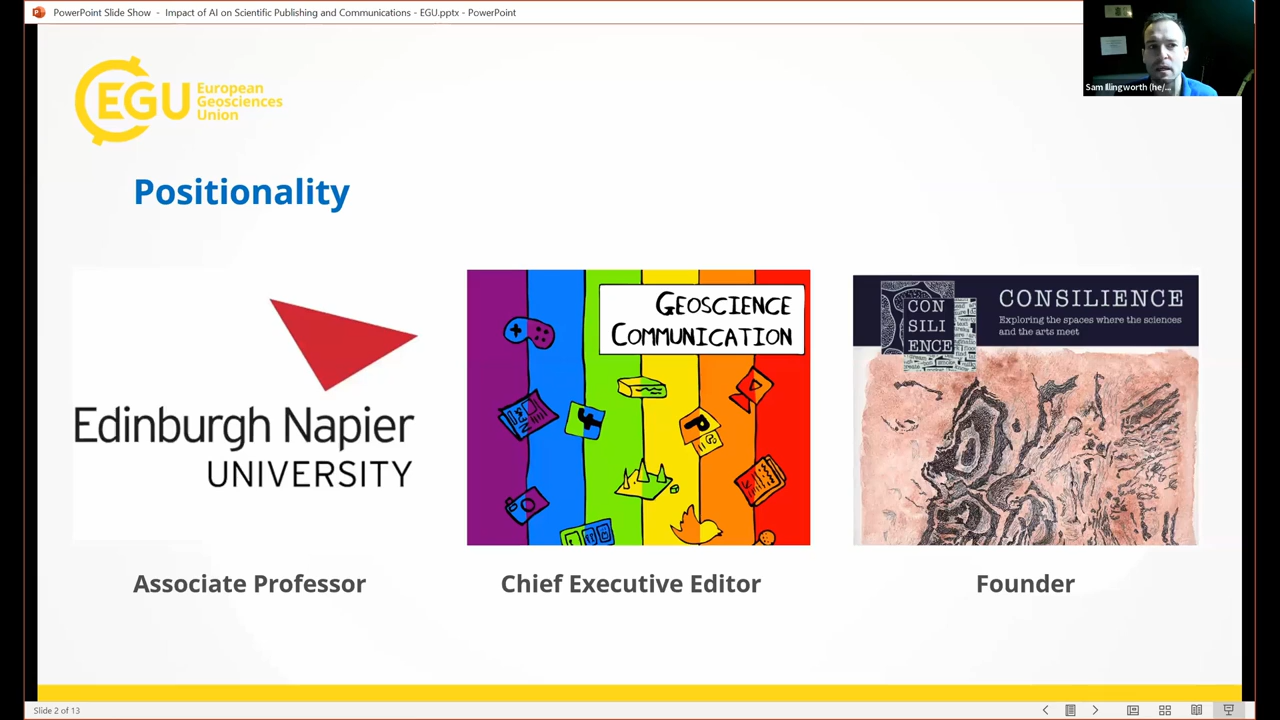 PowerPoint Slide Show - Impact of AI on Scientific Publishing and Communications - EGU.pptx - PowerPoint
Sam Illingworth (he/...
EGU
European
Geosciences
Union
Positionality
Edinburgh Napier
UNIVERSITY
GEOSCIENCE
COMMUNICATION
NEWS
CON
SILI
ENCE
CONSILIENCE
Exploring the spaces where the sciences
and the arts meet
Associate Professor
Chief Executive Editor
Founder
Slide 2 of 13